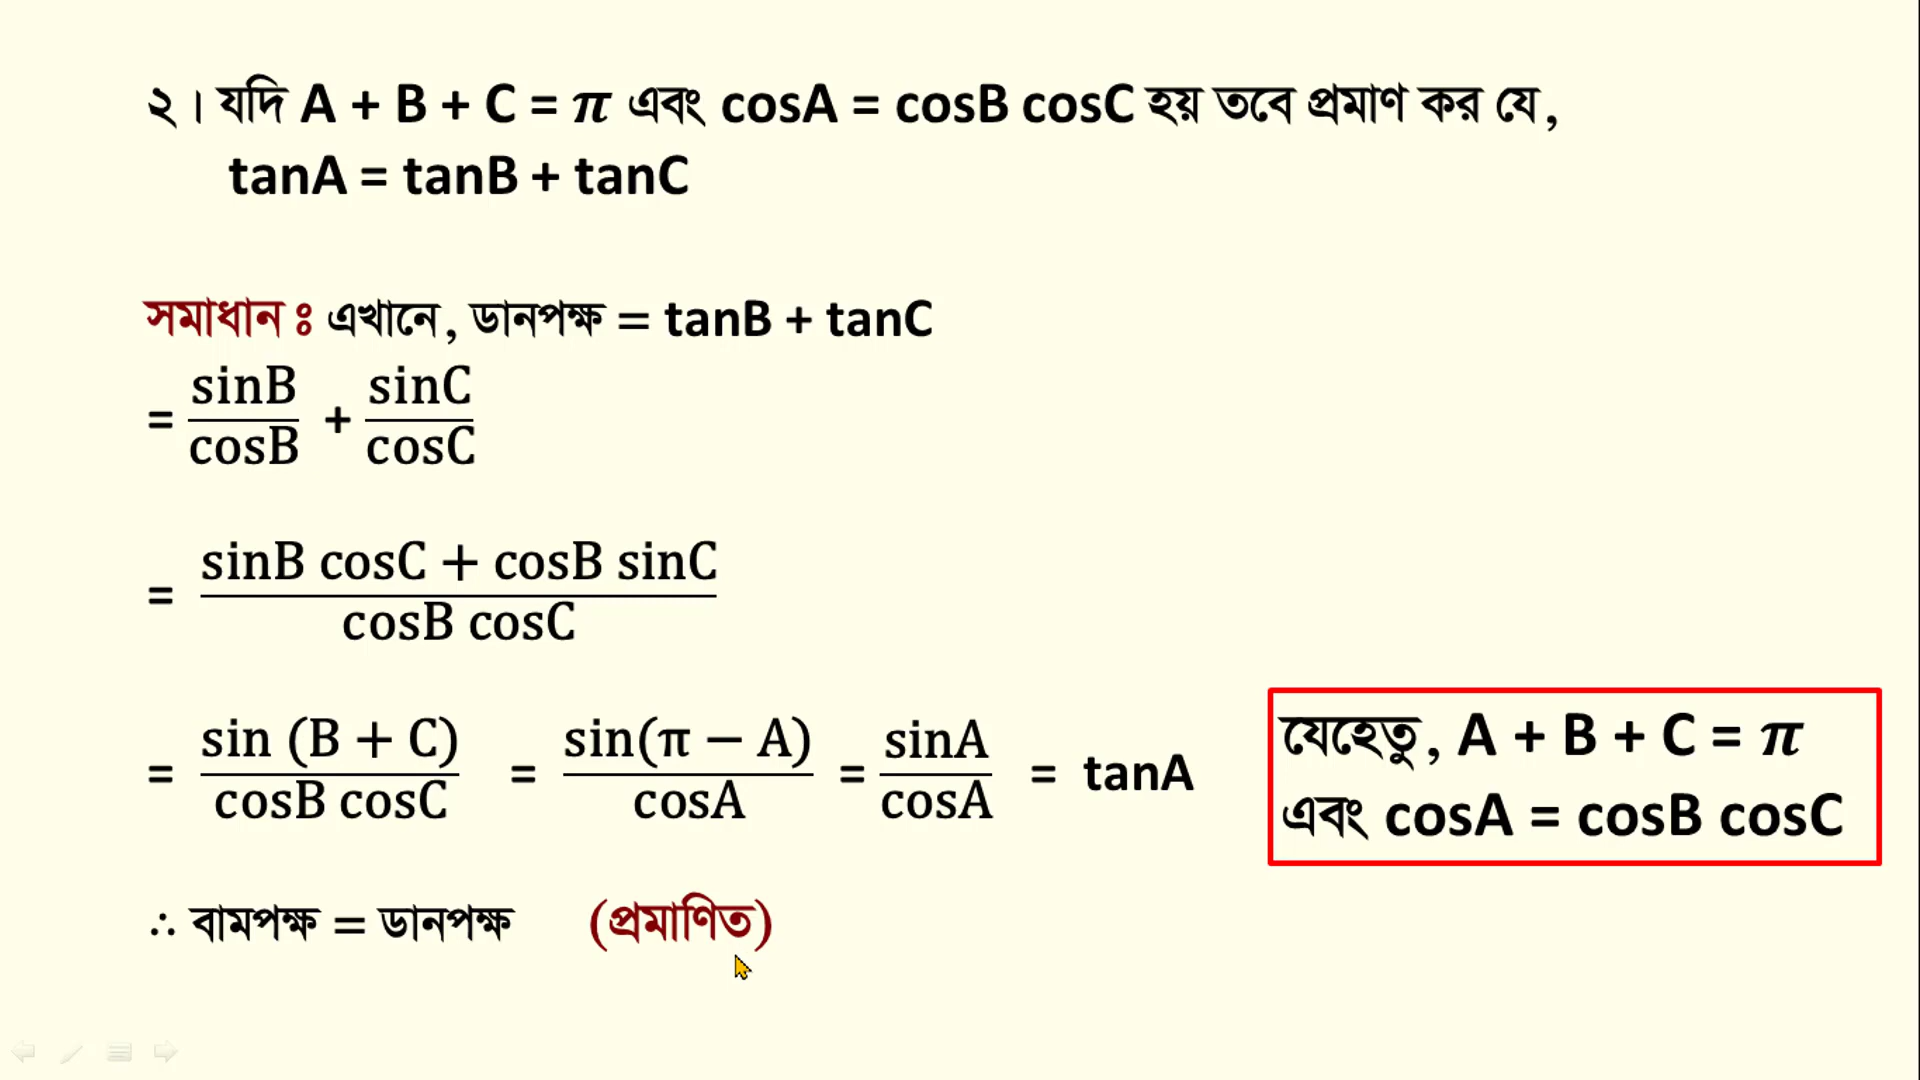 ২। যদি A + B + C = π এবং cosA = cosB cosC হয় তবে প্রমাণ কর যে,
tanA = tanB + tanC
সমাধান ঃ এখানে, ডানপক্ষ = tanB + tanC
= sinB/cosB + sinC/cosC
= (sinB cosC + cosB sinC)/(cosB cosC)
= sin (B + C)/(cosB cosC) = sin(π − A)/cosA = sinA/cosA = tanA
যেহেতু, A + B + C = π
এবং cosA = cosB cosC
∴ বামপক্ষ = ডানপক্ষ (প্রমাণিত)